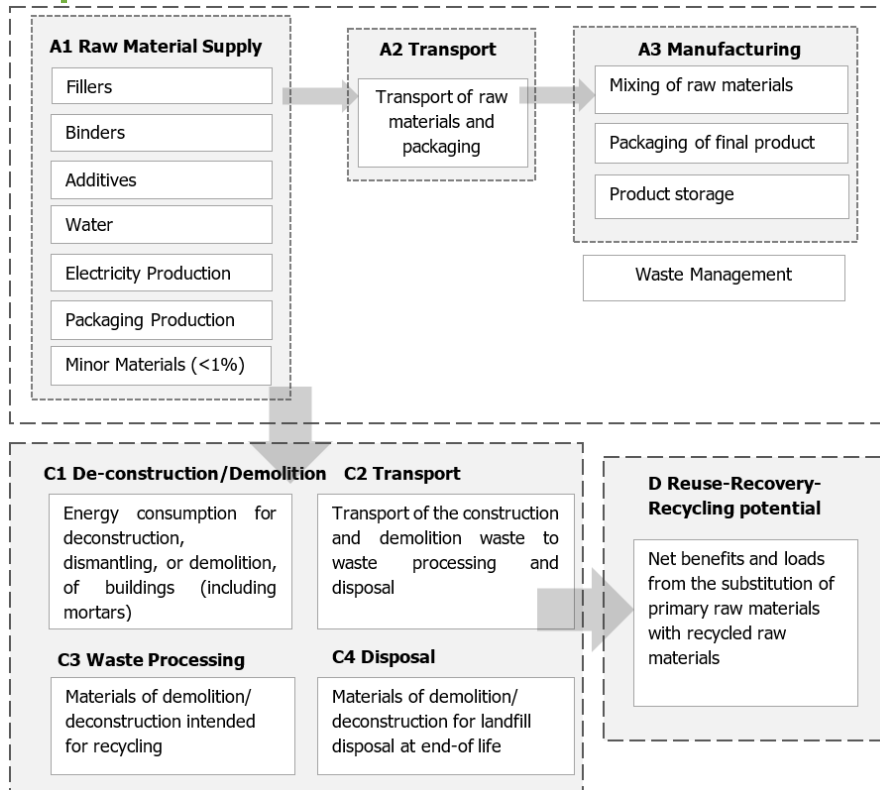 A1 Raw Material Supply
Fillers
Binders
Additives
Water
Electricity Production
Packaging Production
Minor Materials (<1%)
A2 Transport
Transport of raw
materials and
packaging
A3 Manufacturing
Mixing of raw materials
Packaging of final product
Product storage
Waste Management
C1 De-construction/Demolition
Energy consumption for
deconstruction,
dismantling, or demolition,
of buildings (including
mortars)
C2 Transport
Transport of the construction
and demolition waste to
waste processing and
disposal
C3 Waste Processing
Materials of demolition/
deconstruction intended
for recycling
C4 Disposal
Materials of demolition/
deconstruction for landfill
disposal at end-of life
D Reuse-Recovery-
Recycling potential
Net benefits and loads
from the substitution of
primary raw materials
with recycled raw
materials